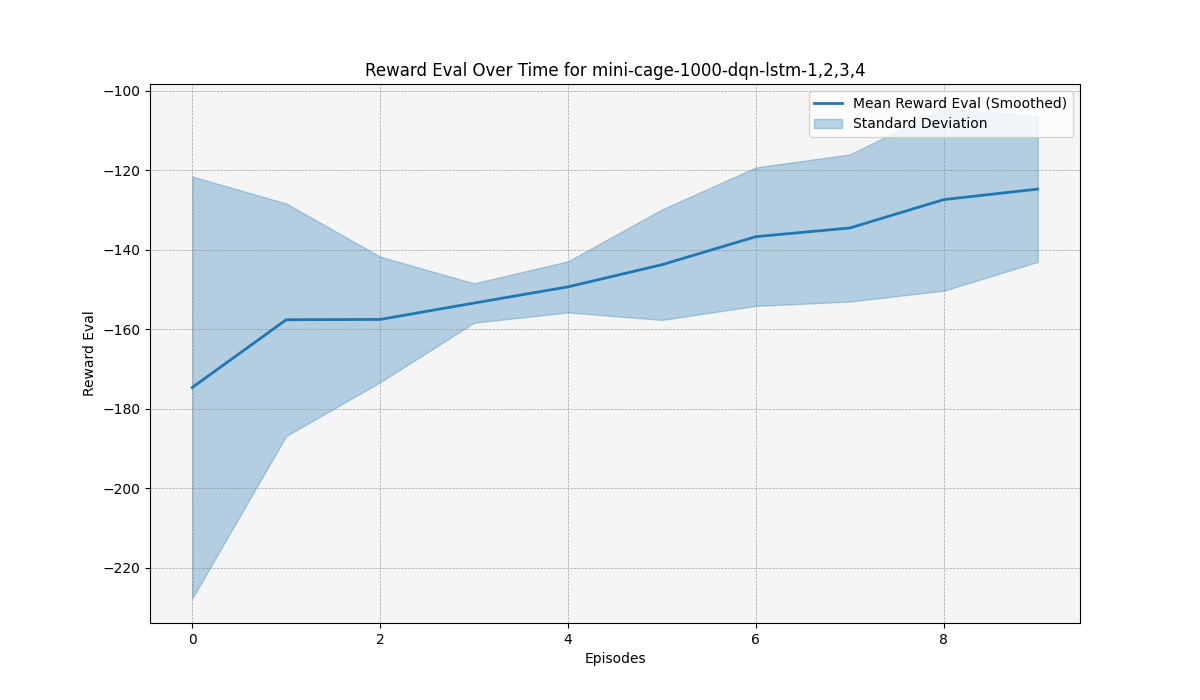 Reward Eval Over Time for mini-cage-1000-dqn-lstm-1,2,3,4
Mean Reward Eval (Smoothed)
Standard Deviation
Reward Eval
−100
−120
−140
−160
−180
−200
−220
0
2
4
6
8
Episodes